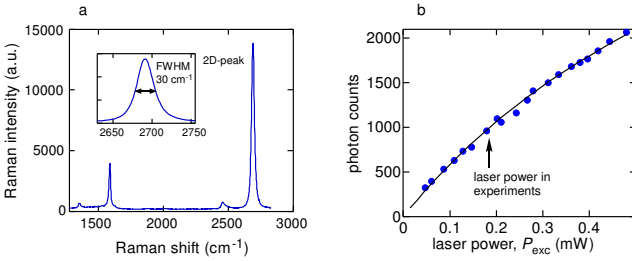 a
15000
10000
5000
0
Raman intensity (a.u.)
FWHM
30 cm⁻¹
2D-peak
2650 2700 2750
1500 2000 2500 3000
Raman shift (cm⁻¹)
b
2000
1500
1000
500
0
photon counts
laser power in
experiments
0 0.1 0.2 0.3 0.4
laser power, P_exc (mW)